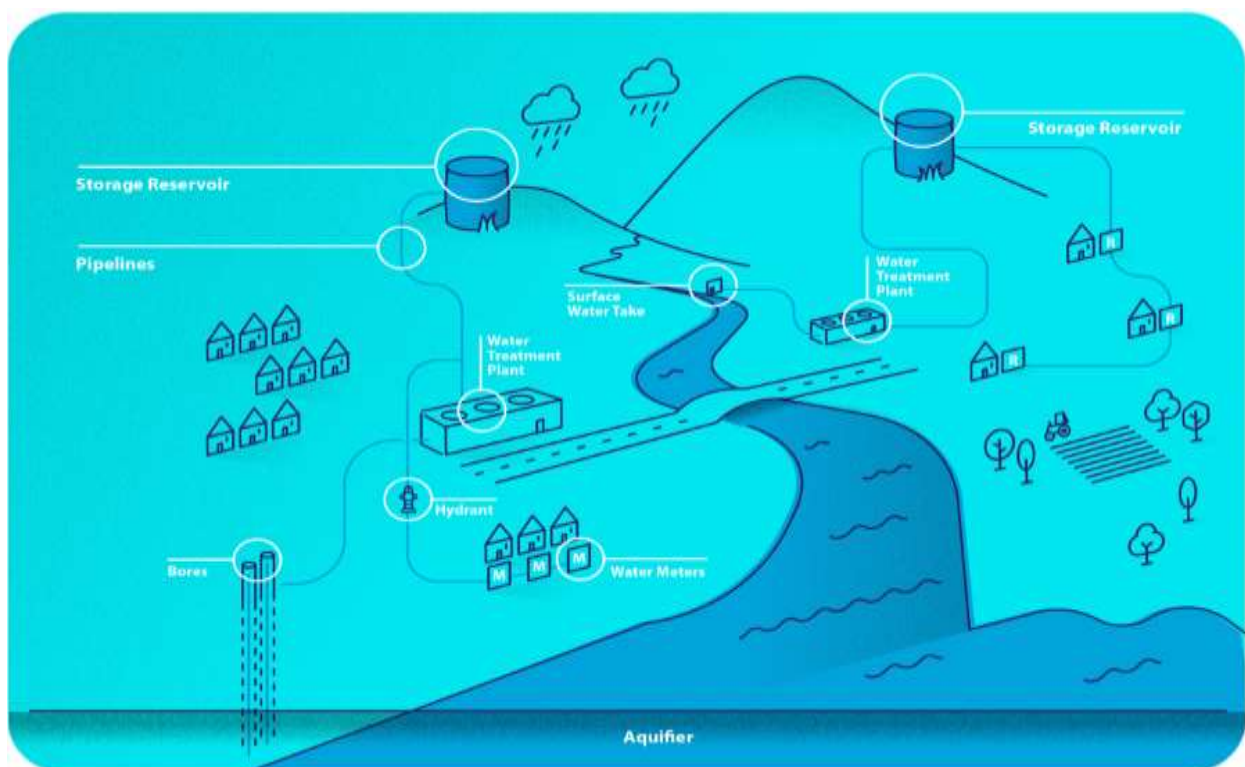 Storage Reservoir
Storage Reservoir
Pipelines
Surface
Water Take
Water
Treatment
Plant
R
R
R
Water
Treatment
Plant
Hydrant
Bores
M
M
M
Water Meters
Aquifier